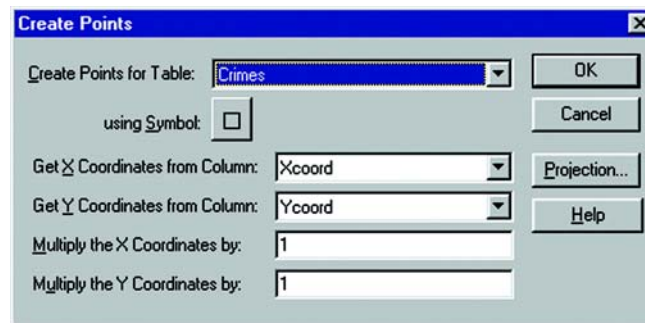 Create Points
Create Points for Table: Crimes
OK
using Symbol:
Cancel
Get X Coordinates from Column: Xcoord
Projection...
Get Y Coordinates from Column: Ycoord
Help
Multiply the X Coordinates by: 1
Multiply the Y Coordinates by: 1